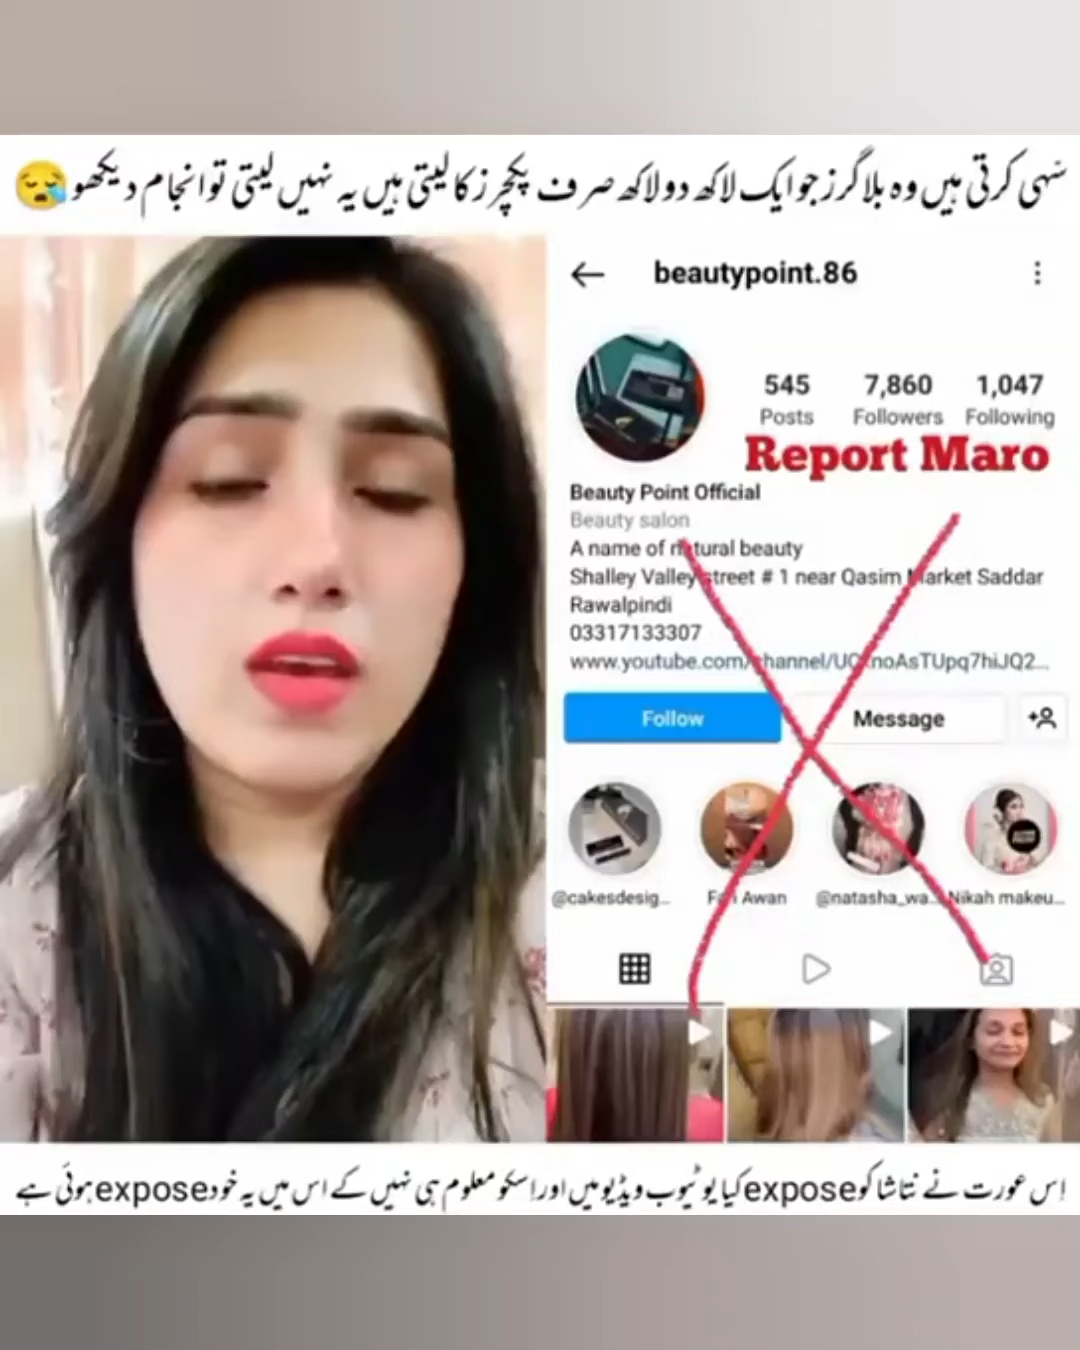 سہی کرتی ہیں وہ بلاگرز جو ایک لاکھ دو لاکھ صرف پکچرز کا لیتی ہیں یہ نہیں لیتی تو انجام دیکھو 😪
beautypoint.86
545 7,860 1,047
Posts Followers Following
Report Maro
Beauty Point Official
Beauty salon
A name of natural beauty
Shalley Valley street # 1 near Qasim Market Saddar
Rawalpindi
03317133307
Follow Message
@cakesdesig... Awan @natasha_wa... Nikah makeu...
اس عورت نے نتاشا کو expose کیا یوٹیوب ویڈیو میں اور اسکو معلوم ہی نہیں کے اس میں یہ خود expose ہوئی ہے